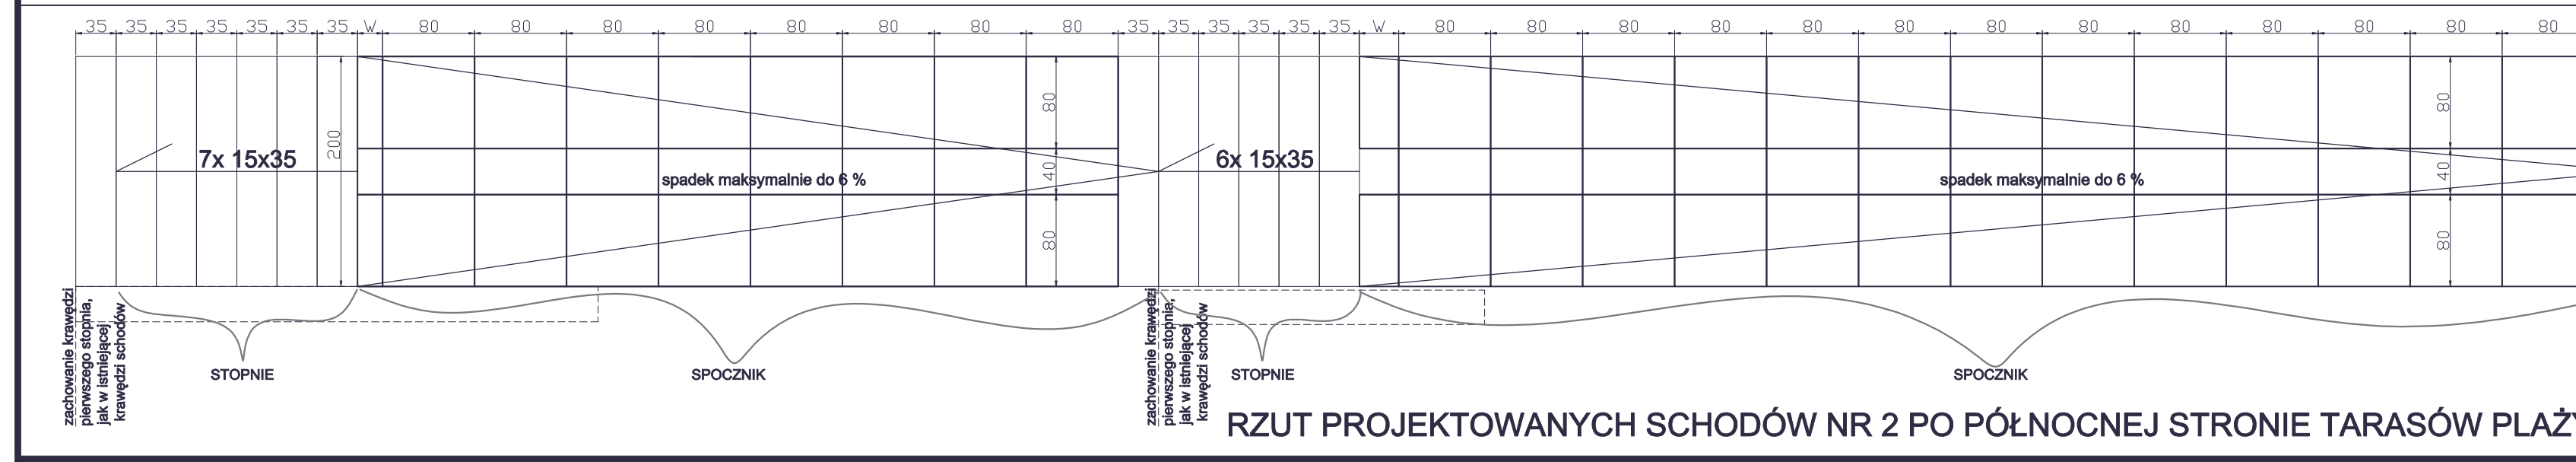 35 35 35 35 35 35 35 W 80 80 80 80 80 80 80 80 35 35 35 35 35 35 W 80 80 80 80 80 80 80 80 80 80 80 80 80
200
7x 15x35
80
40
80
spadek maksymalnie do 6 %
6x 15x35
spadek maksymalnie do 6 %
80
40
80
zachowanie krawędzi
pierwszego stopnia,
jak w istniejącej
krawędzi schodów
STOPNIE
SPOCZNIK
zachowanie krawędzi
pierwszego stopnia,
jak w istniejącej
krawędzi schodów
STOPNIE
SPOCZNIK
RZUT PROJEKTOWANYCH SCHODÓW NR 2 PO PÓŁNOCNEJ STRONIE TARASÓW PLAŻY